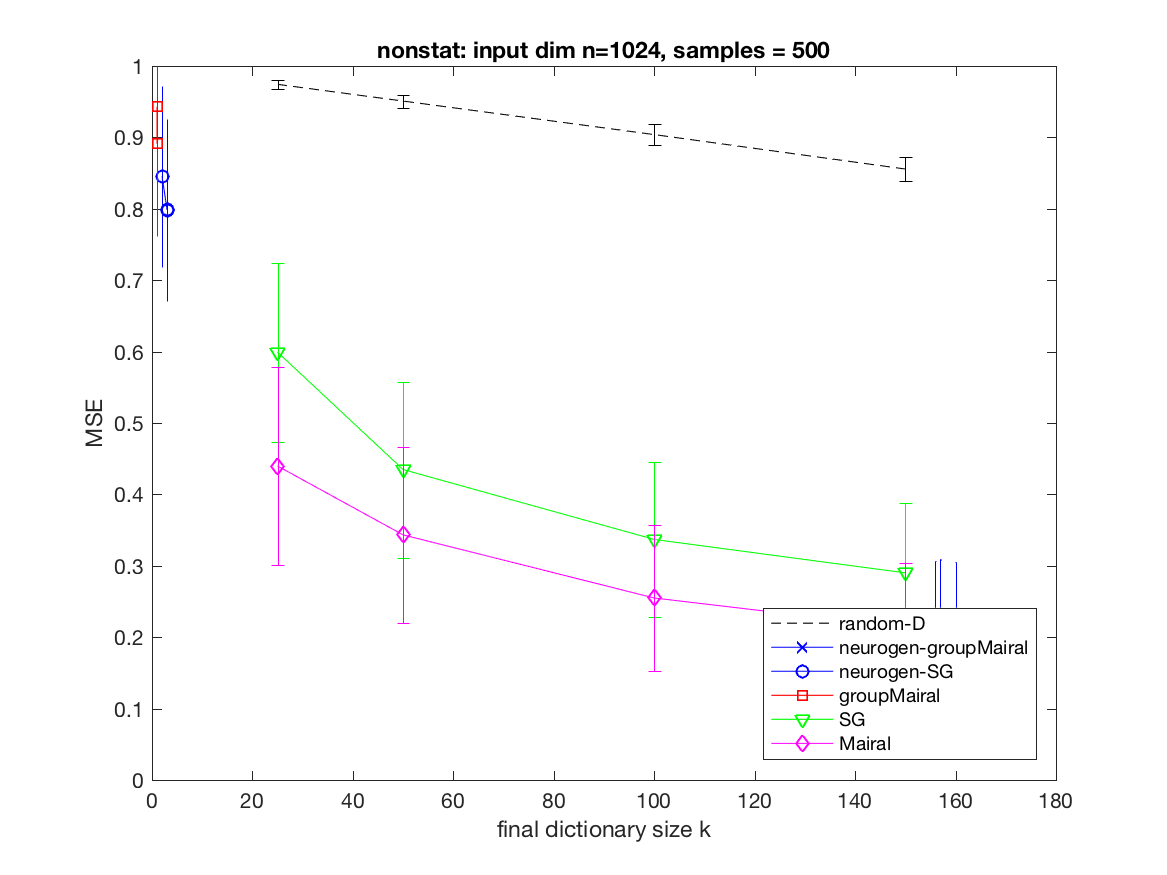 nonstat: input dim n=1024, samples = 500
1
0.9
0.8
0.7
0.6
0.5
0.4
0.3
0.2
0.1
0
MSE
0 20 40 60 80 100 120 140 160 180
final dictionary size k
random-D
neurogen-groupMairal
neurogen-SG
groupMairal
SG
Mairal